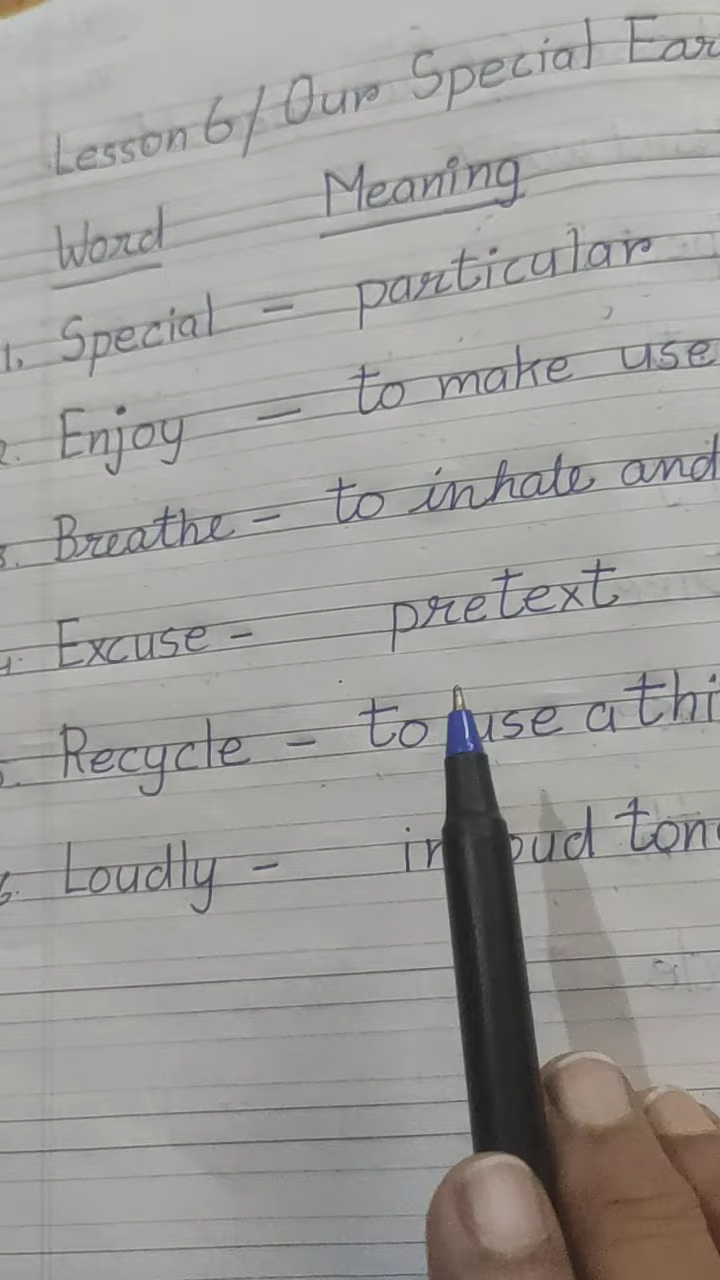 Lesson 6/ Our Special Ear
Word Meaning
1. Special - particular
2. Enjoy - to make use
3. Breathe - to inhale and
4. Excuse - pretext
5. Recycle - to use a thi
6. Loudly - in loud ton